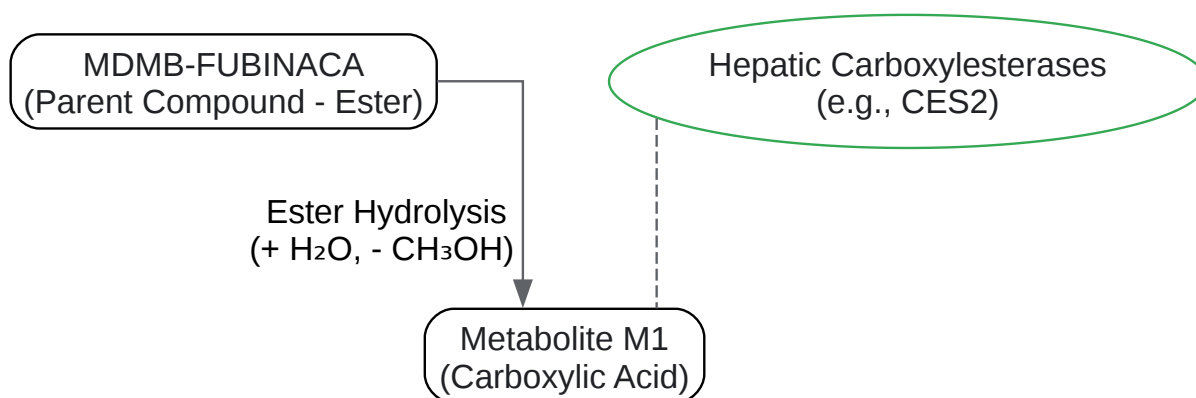 MDMB-FUBINACA
(Parent Compound - Ester)
Hepatic Carboxylesterases
(e.g., CES2)
Ester Hydrolysis
(+ H₂O, - CH₃OH)
Metabolite M1
(Carboxylic Acid)